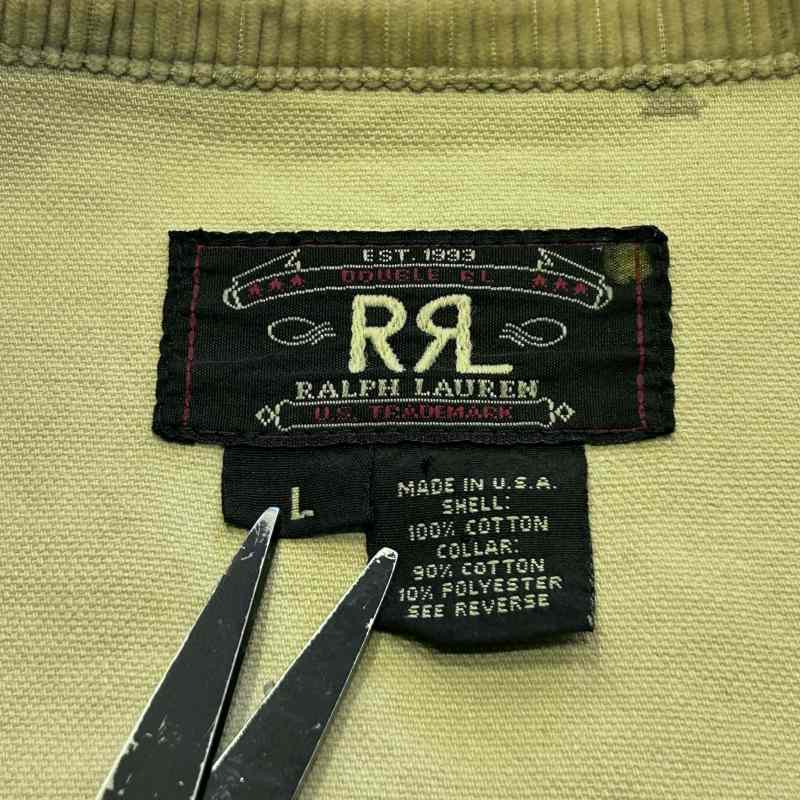 EST. 1993
DOUBLE RL
RRL
RALPH LAUREN
U.S. TRADEMARK
L
MADE IN U.S.A.
SHELL:
100% COTTON
COLLAR:
90% COTTON
10% POLYESTER
SEE REVERSE